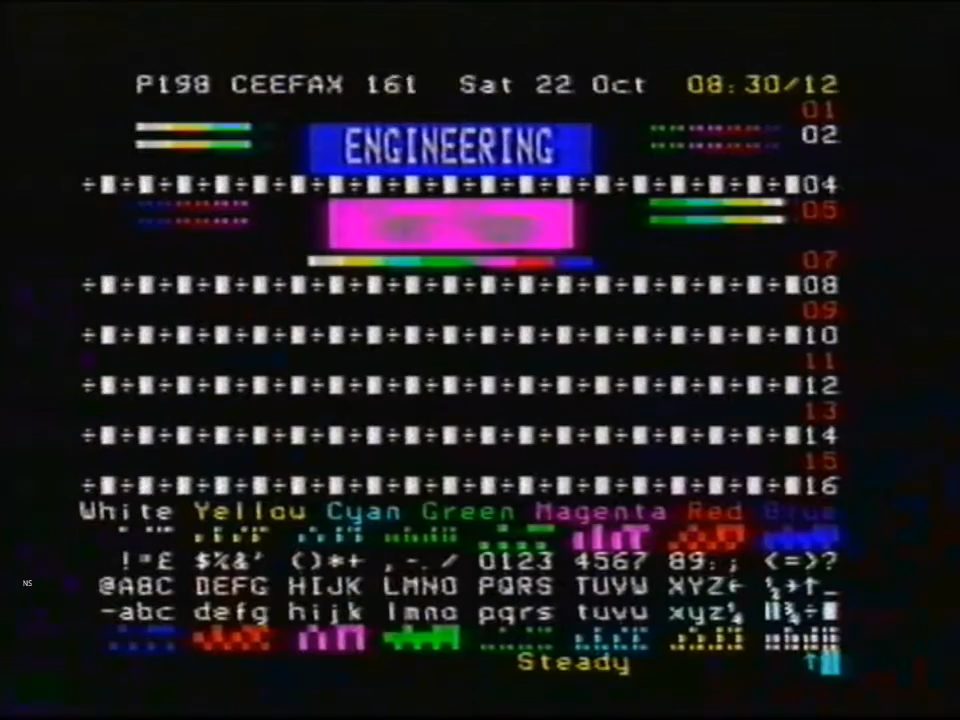 P198 CEEFAX 161 Sat 22 Oct 08:30/12
01
ENGINEERING 02
÷█÷█÷█÷█÷█÷█÷█÷█÷█÷█÷█÷█÷█÷█÷█÷█÷█÷█÷█04
05
07
÷█÷█÷█÷█÷█÷█÷█÷█÷█÷█÷█÷█÷█÷█÷█÷█÷█÷█÷█08
09
÷█÷█÷█÷█÷█÷█÷█÷█÷█÷█÷█÷█÷█÷█÷█÷█÷█÷█÷█10
11
÷█÷█÷█÷█÷█÷█÷█÷█÷█÷█÷█÷█÷█÷█÷█÷█÷█÷█÷█12
13
÷█÷█÷█÷█÷█÷█÷█÷█÷█÷█÷█÷█÷█÷█÷█÷█÷█÷█÷█14
15
÷█÷█÷█÷█÷█÷█÷█÷█÷█÷█÷█÷█÷█÷█÷█÷█÷█÷█÷█16
White Yellow Cyan Green Magenta Red Blue
!"£ $%&' ()*+ ,-./ 0123 4567 89:; <=>?
@ABC DEFG HIJK LMNO PQRS TUVW XYZ← ½→↑_
-abc defg hijk lmno pqrs tuvw xyz¼ ‖¾÷█
Steady ↑█
NS